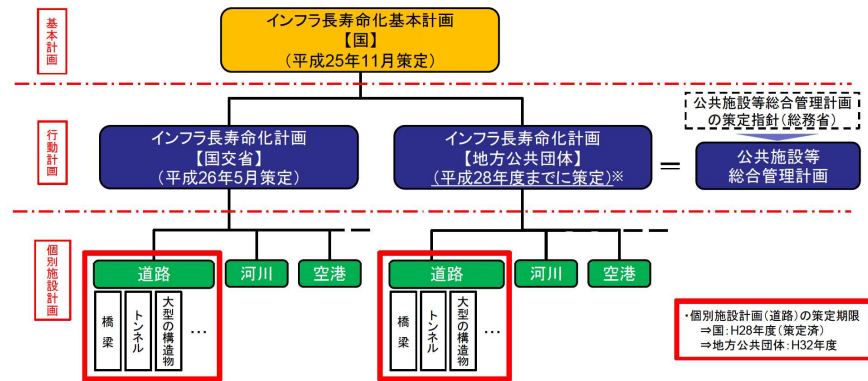 基本計画
インフラ長寿命化基本計画
【国】
(平成25年11月策定)
行動計画
インフラ長寿命化計画
【国交省】
(平成26年5月策定)
インフラ長寿命化計画
【地方公共団体】
(平成28年度までに策定)※
=
公共施設等総合管理計画
の策定指針(総務省)
公共施設等
総合管理計画
個別施設計画
道路
河川
空港
橋梁
トンネル
大型の構造物
…
道路
河川
空港
橋梁
トンネル
大型の構造物
…
・個別施設計画(道路)の策定期限
⇒国:H28年度(策定済)
⇒地方公共団体:H32年度